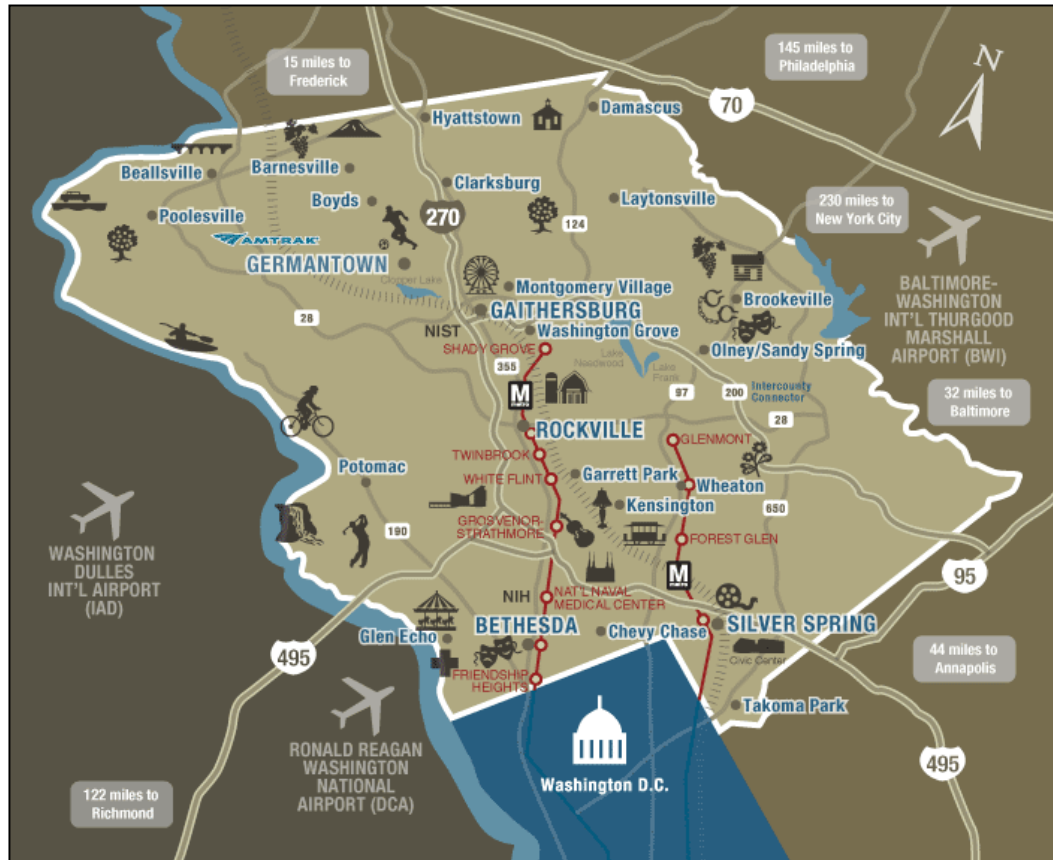 15 miles to
Frederick
145 miles to
Philadelphia
N
70
Damascus
Hyattstown
Beallsville
Barnesville
Clarksburg
Boyds
270
Laytonsville
230 miles to
New York City
Poolesville
124
AMTRAK
GERMANTOWN
Clopper Lake
Montgomery Village
Brookeville
BALTIMORE-
WASHINGTON
INT'L THURGOOD
MARSHALL
AIRPORT (BWI)
28
GAITHERSBURG
NIST
Washington Grove
SHADY GROVE
Olney/Sandy Spring
355
Lake
Needwood
Lake
Frank
97
200
Intercounty
Connector
32 miles to
Baltimore
M
metro
28
ROCKVILLE
GLENMONT
TWINBROOK
Potomac
WHITE FLINT
Garrett Park
Wheaton
Kensington
650
190
GROSVENOR-
STRATHMORE
FOREST GLEN
WASHINGTON
DULLES
INT'L AIRPORT
(IAD)
M
metro
95
NIH
NAT'L NAVAL
MEDICAL CENTER
BETHESDA
Chevy Chase
SILVER SPRING
Glen Echo
495
Civic Center
44 miles to
Annapolis
FRIENDSHIP
HEIGHTS
Takoma Park
RONALD REAGAN
WASHINGTON
NATIONAL
AIRPORT (DCA)
Washington D.C.
495
122 miles to
Richmond